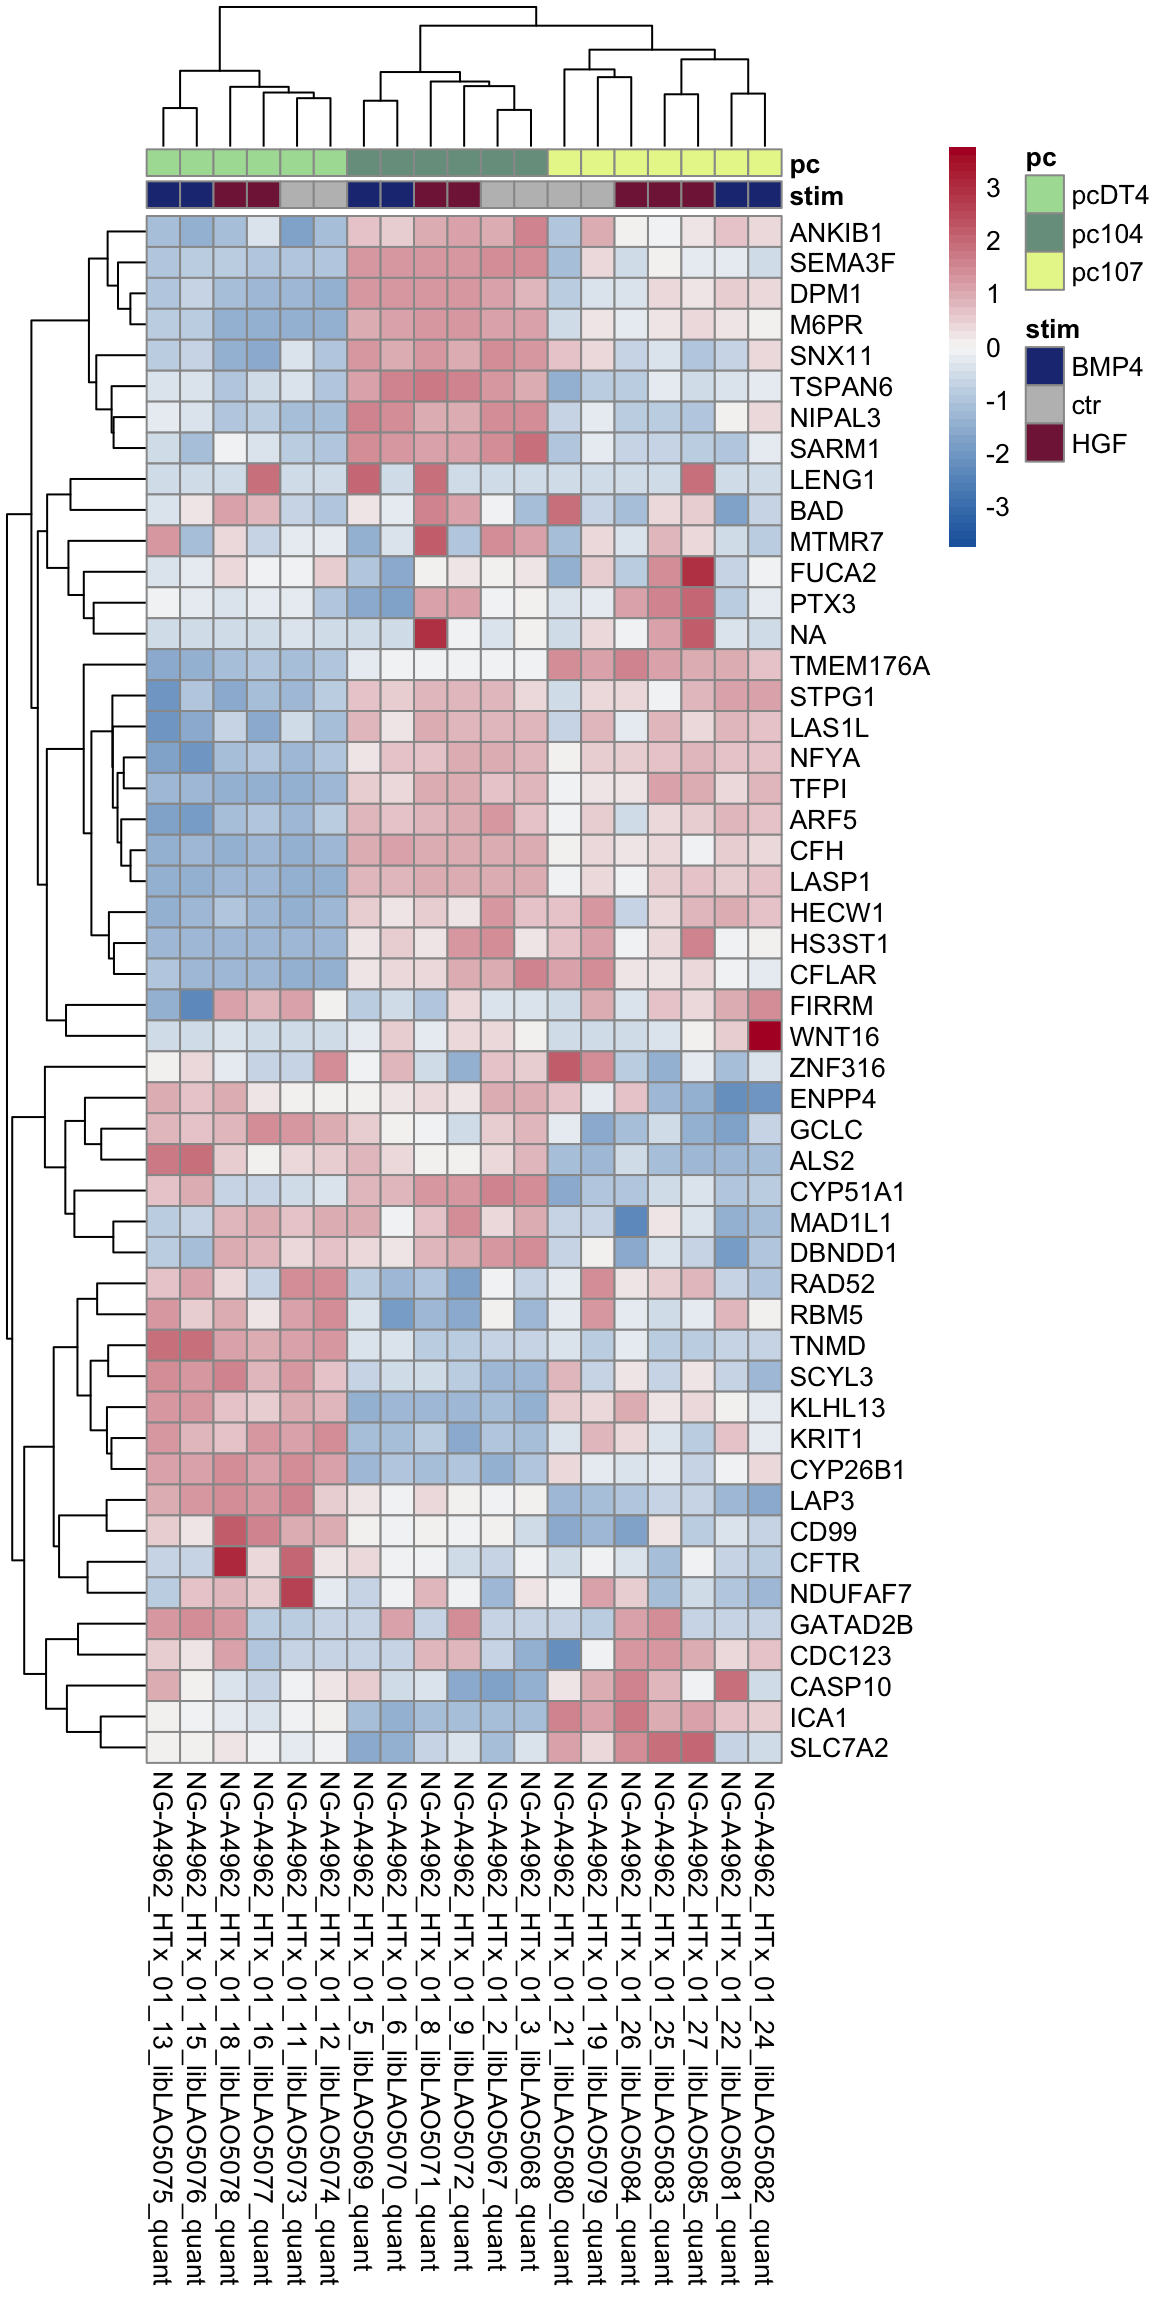 pc
stim
ANKIB1
SEMA3F
DPM1
M6PR
SNX11
TSPAN6
NIPAL3
SARM1
LENG1
BAD
MTMR7
FUCA2
PTX3
NA
TMEM176A
STPG1
LAS1L
NFYA
TFPI
ARF5
CFH
LASP1
HECW1
HS3ST1
CFLAR
FIRRM
WNT16
ZNF316
ENPP4
GCLC
ALS2
CYP51A1
MAD1L1
DBNDD1
RAD52
RBM5
TNMD
SCYL3
KLHL13
KRIT1
CYP26B1
LAP3
CD99
CFTR
NDUFAF7
GATAD2B
CDC123
CASP10
ICA1
SLC7A2
NG-A4962_HTx_01_13_libLAO5075_quant
NG-A4962_HTx_01_15_libLAO5076_quant
NG-A4962_HTx_01_18_libLAO5078_quant
NG-A4962_HTx_01_16_libLAO5077_quant
NG-A4962_HTx_01_11_libLAO5073_quant
NG-A4962_HTx_01_12_libLAO5074_quant
NG-A4962_HTx_01_5_libLAO5069_quant
NG-A4962_HTx_01_6_libLAO5070_quant
NG-A4962_HTx_01_8_libLAO5071_quant
NG-A4962_HTx_01_9_libLAO5072_quant
NG-A4962_HTx_01_2_libLAO5067_quant
NG-A4962_HTx_01_3_libLAO5068_quant
NG-A4962_HTx_01_21_libLAO5080_quant
NG-A4962_HTx_01_19_libLAO5079_quant
NG-A4962_HTx_01_26_libLAO5084_quant
NG-A4962_HTx_01_25_libLAO5083_quant
NG-A4962_HTx_01_27_libLAO5085_quant
NG-A4962_HTx_01_22_libLAO5081_quant
NG-A4962_HTx_01_24_libLAO5082_quant
3
2
1
0
-1
-2
-3
pc
pcDT4
pc104
pc107
stim
BMP4
ctr
HGF